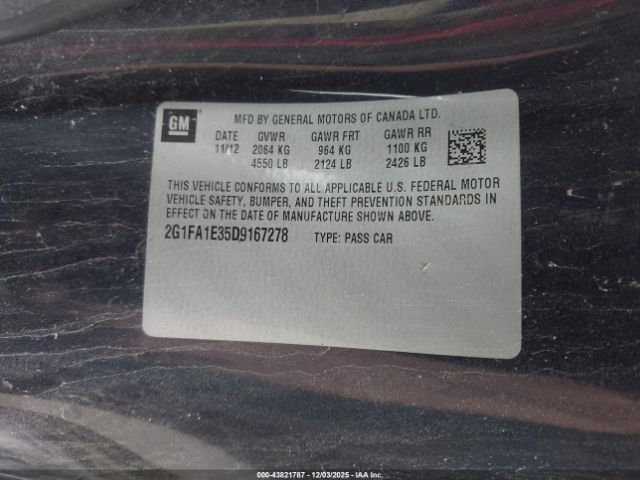 GM
MFD BY GENERAL MOTORS OF CANADA LTD.
DATE GVWR GAWR FRT GAWR RR
11/12 2064 KG 964 KG 1100 KG
4550 LB 2124 LB 2426 LB
THIS VEHICLE CONFORMS TO ALL APPLICABLE U.S. FEDERAL MOTOR
VEHICLE SAFETY, BUMPER, AND THEFT PREVENTION STANDARDS IN
EFFECT ON THE DATE OF MANUFACTURE SHOWN ABOVE.
2G1FA1E35D9167278 TYPE: PASS CAR
000-43821787 - 12/03/2025 - IAAI.CA